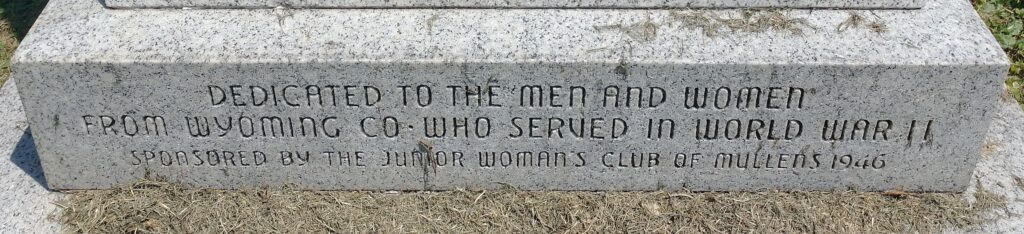 DEDICATED TO THE MEN AND WOMEN
FROM WYOMING CO. WHO SERVED IN WORLD WAR II
SPONSORED BY THE JUNIOR WOMAN'S CLUB OF MULLENS 1946